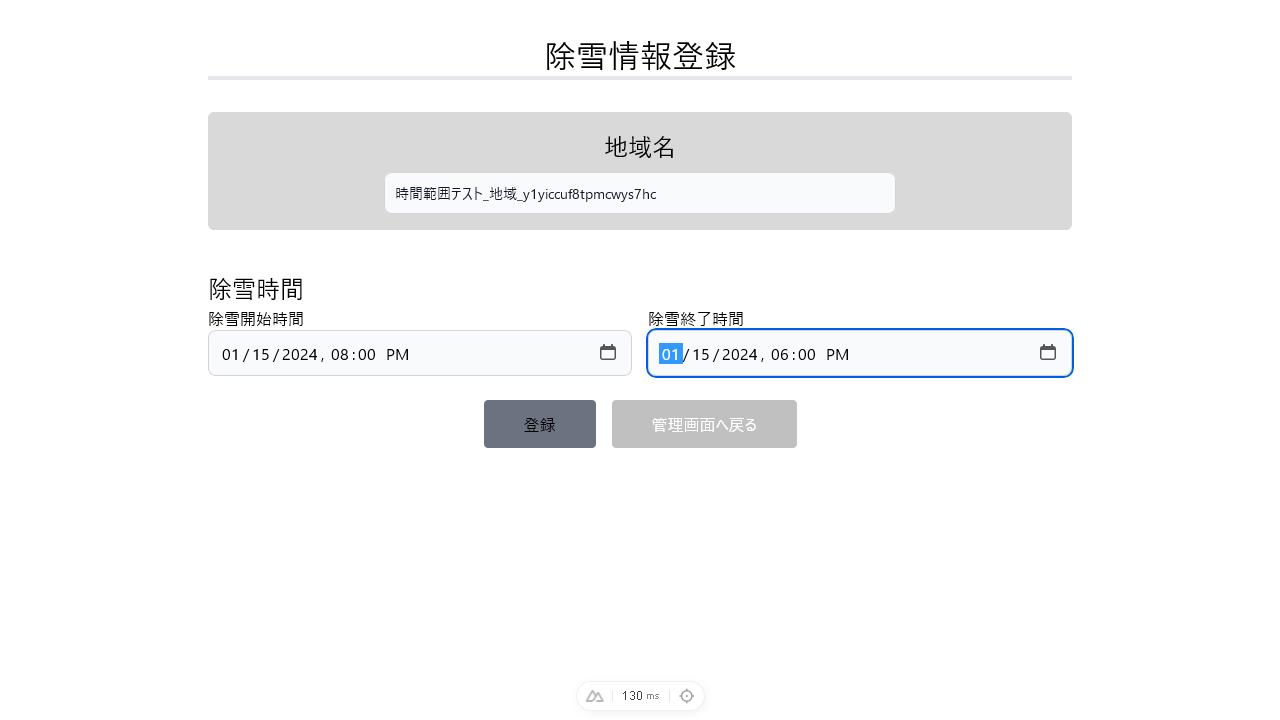 除雪情報登録
地域名
時間範囲テスト_地域_y1yiccuf8tpmcwys7hc
除雪時間
除雪開始時間
除雪終了時間
01/15/2024, 08:00 PM
01/15/2024, 06:00 PM
登録
管理画面へ戻る
130 ms